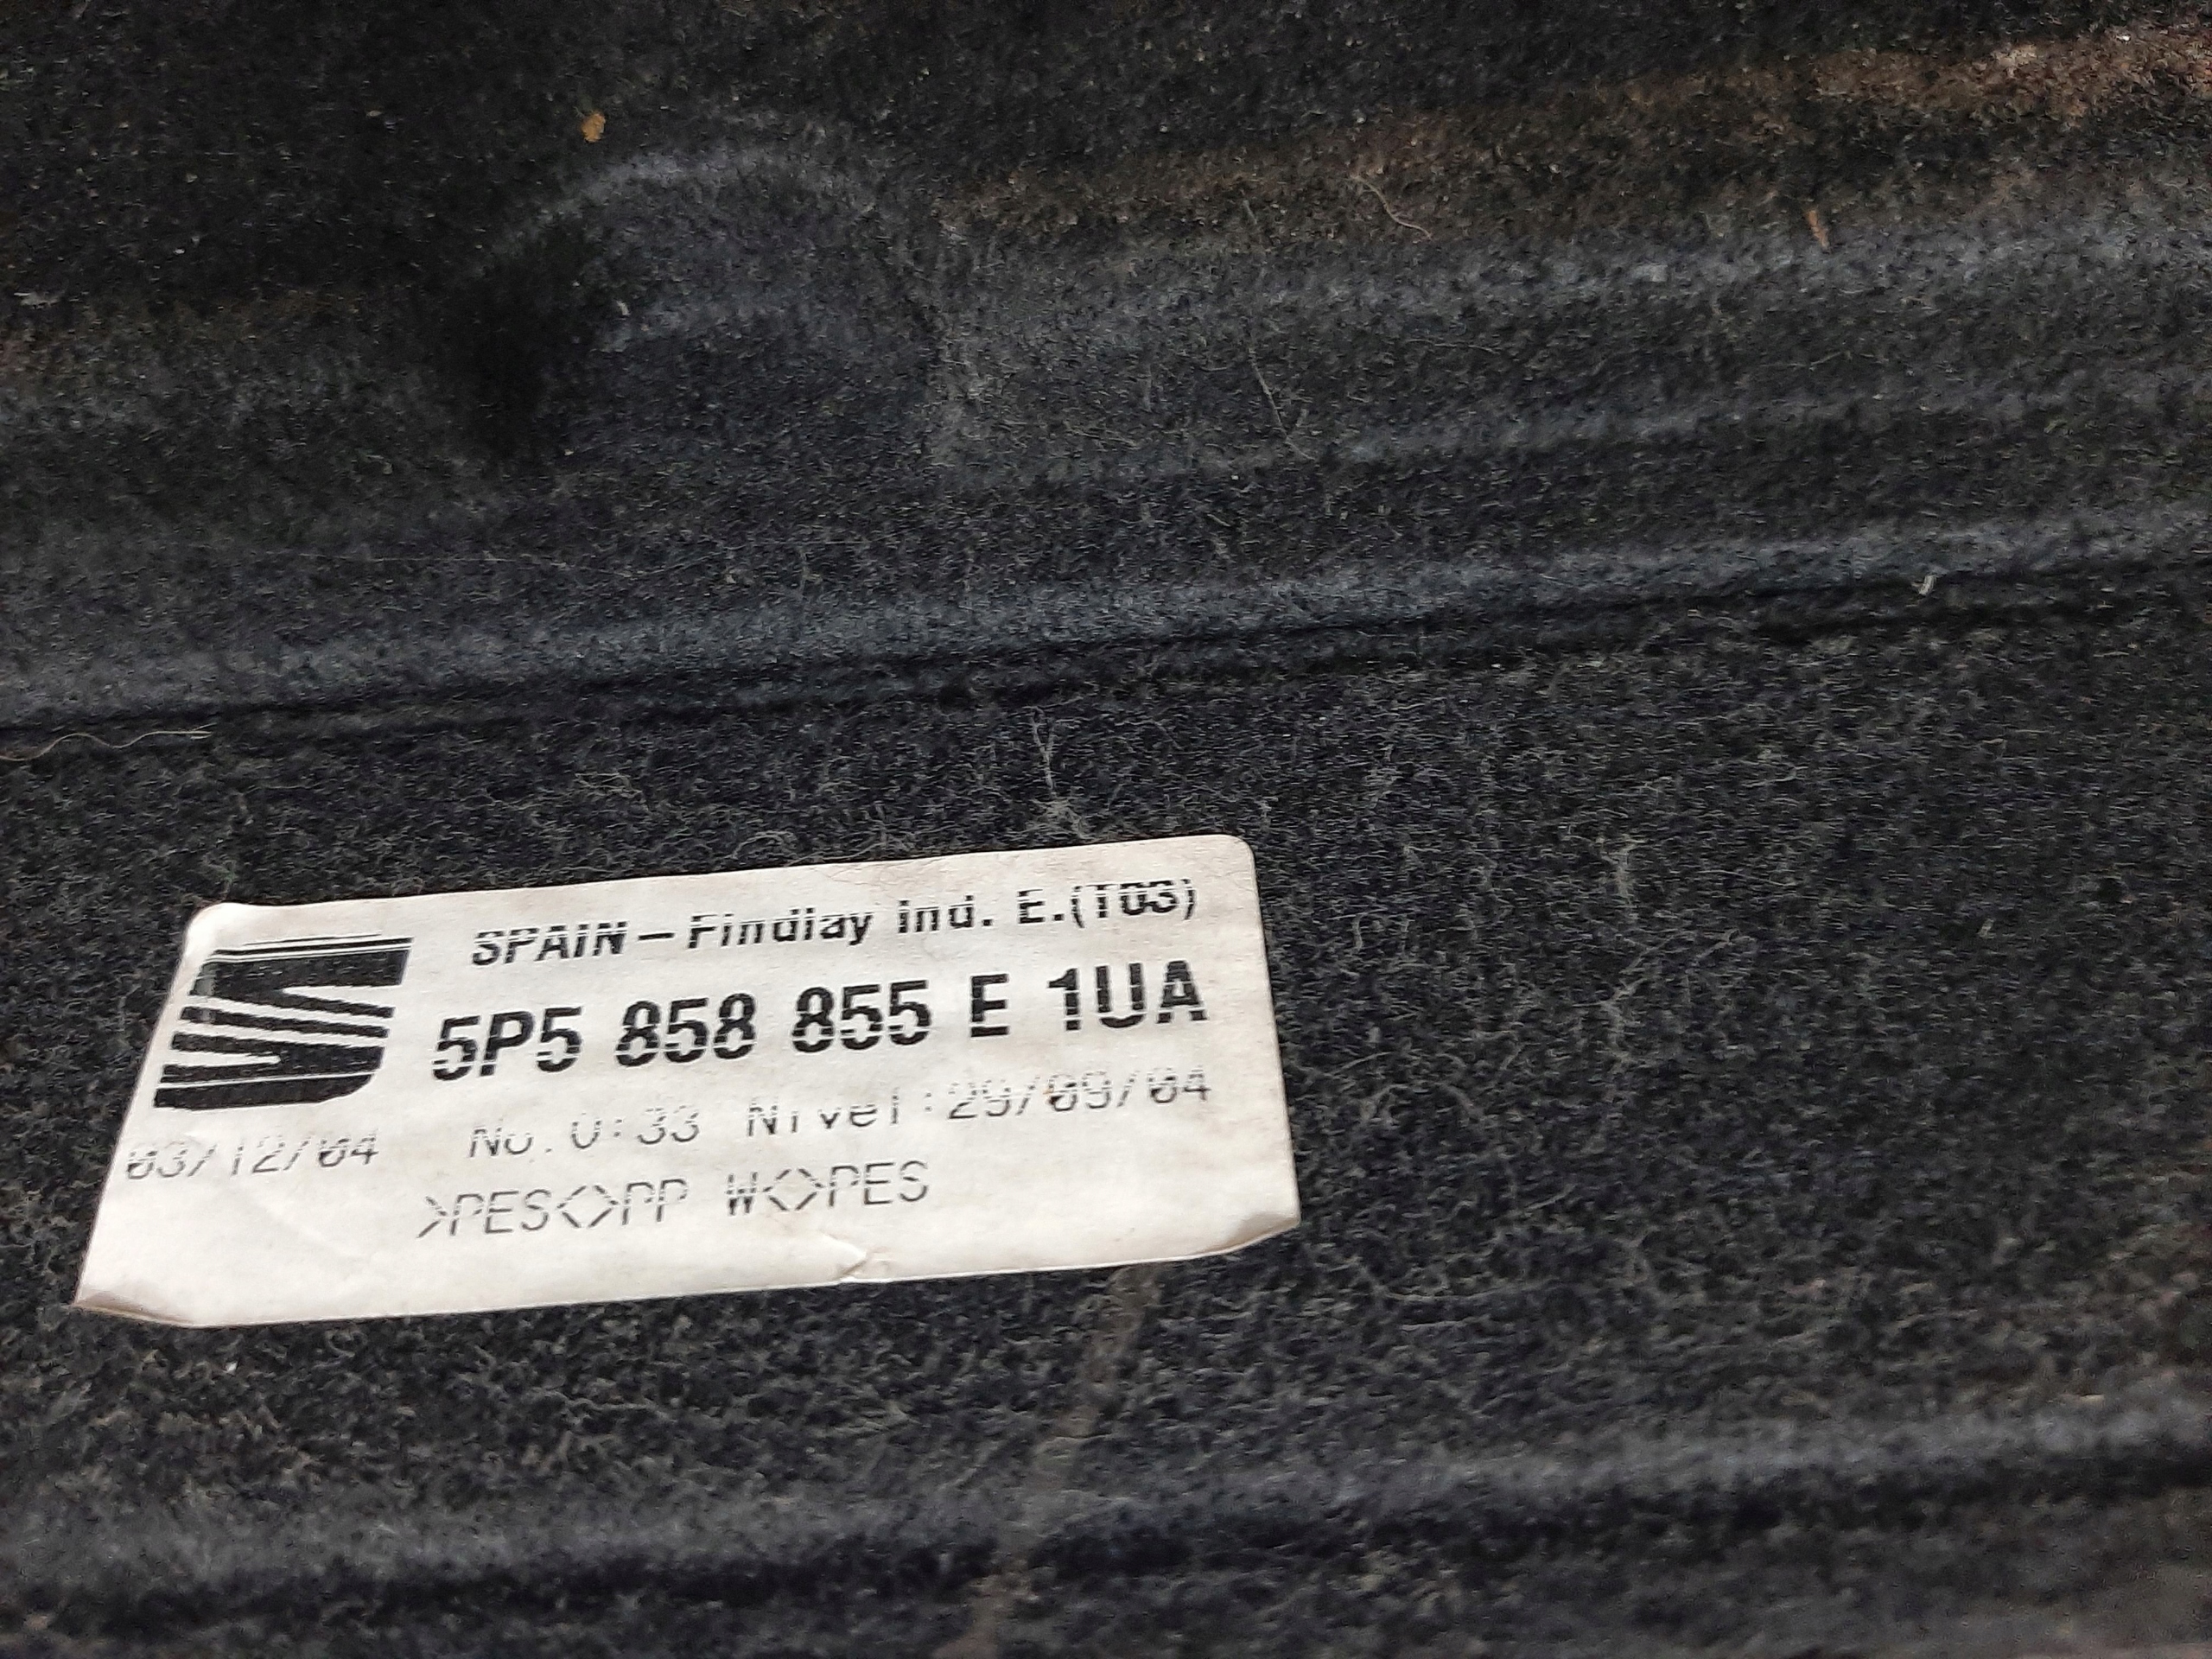 SPAIN – Findlay ind. E.(T03)
5P5 858 855 E 1UA
No.0:33 Nivel:29/09/04
03/12/04
>PES<>PP W<>PES